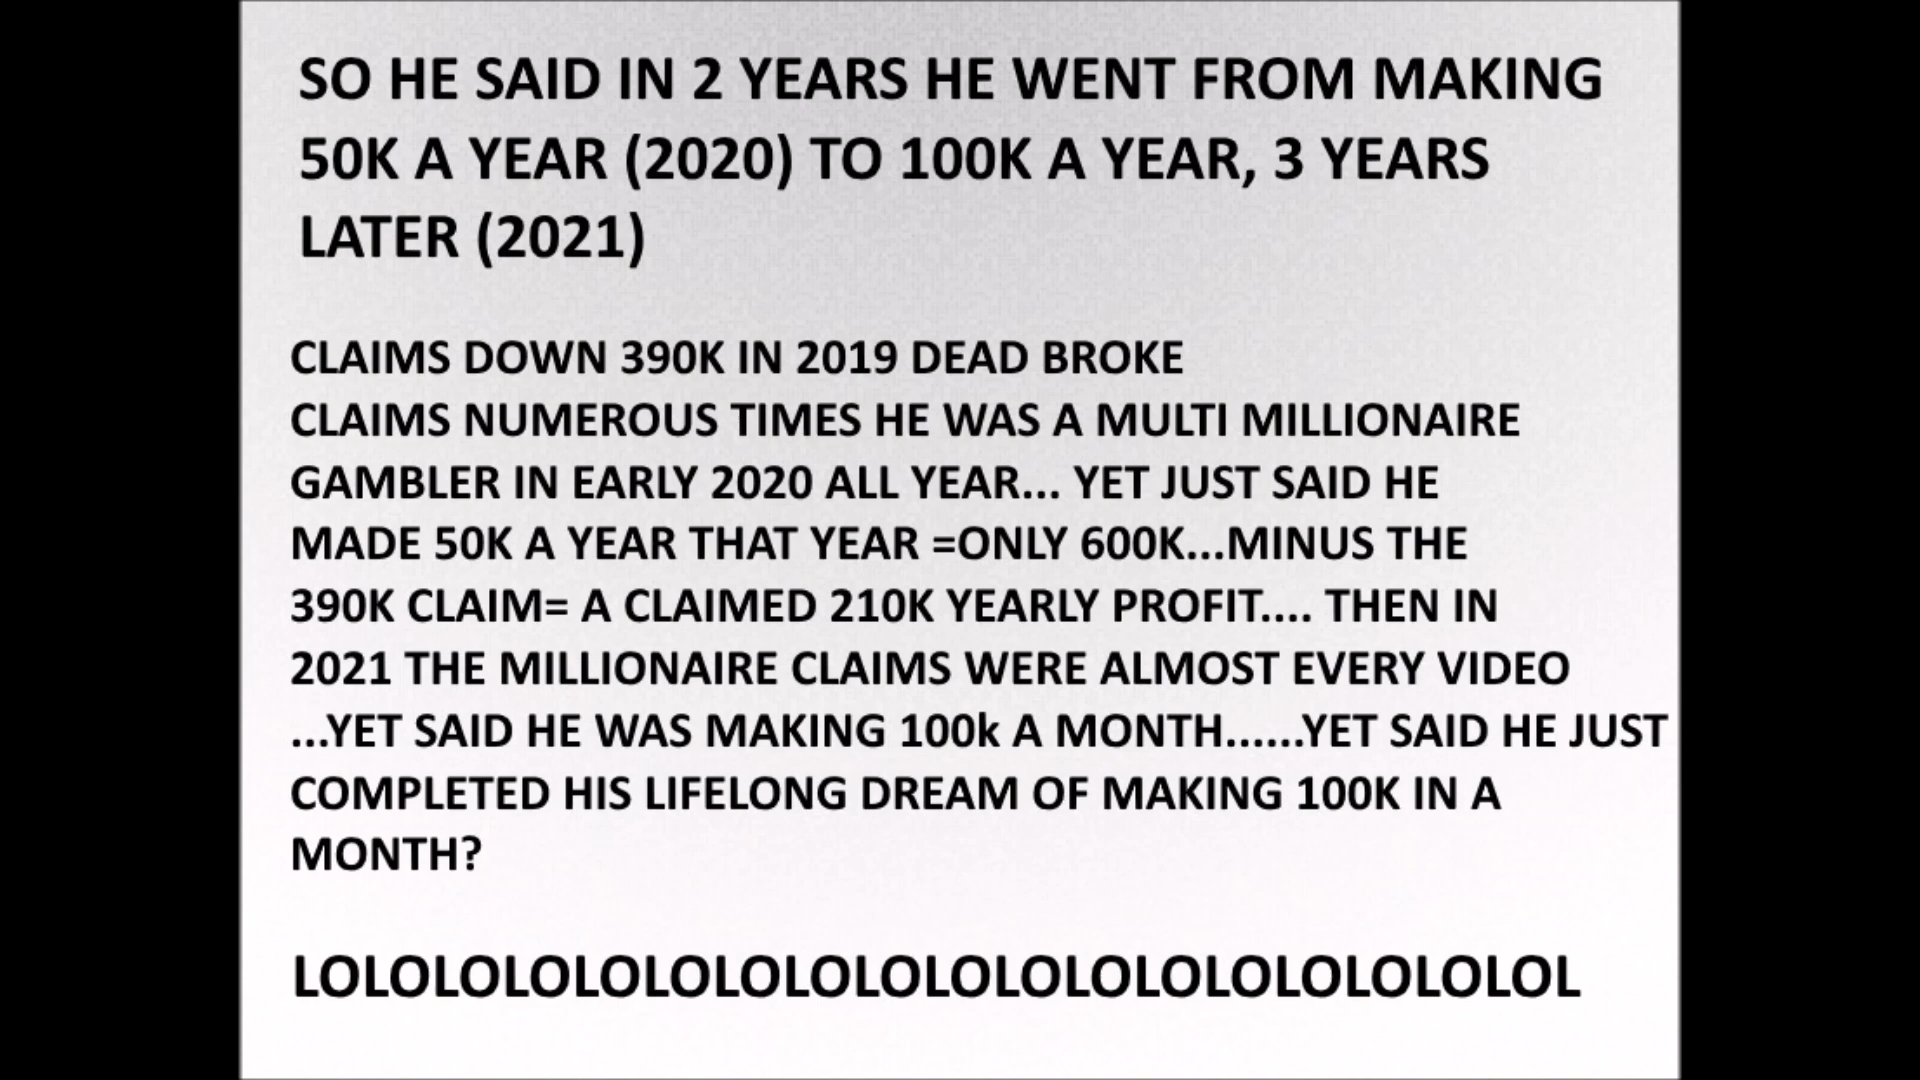 SO HE SAID IN 2 YEARS HE WENT FROM MAKING
50K A YEAR (2020) TO 100K A YEAR, 3 YEARS
LATER (2021)
CLAIMS DOWN 390K IN 2019 DEAD BROKE
CLAIMS NUMEROUS TIMES HE WAS A MULTI MILLIONAIRE
GAMBLER IN EARLY 2020 ALL YEAR... YET JUST SAID HE
MADE 50K A YEAR THAT YEAR =ONLY 600K...MINUS THE
390K CLAIM= A CLAIMED 210K YEARLY PROFIT.... THEN IN
2021 THE MILLIONAIRE CLAIMS WERE ALMOST EVERY VIDEO
...YET SAID HE WAS MAKING 100k A MONTH......YET SAID HE JUST
COMPLETED HIS LIFELONG DREAM OF MAKING 100K IN A
MONTH?
LOLOLOLOLOLOLOLOLOLOLOLOLOLOLOLOLOLOL